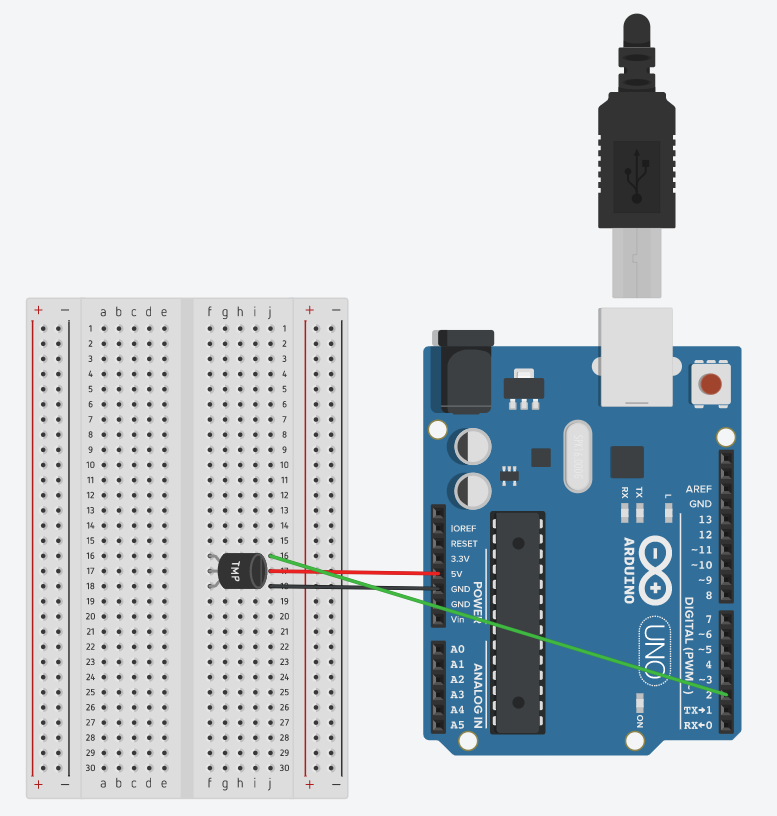 + − a b c d e f g h i j + −
1 1
2 2
3 3
4 4
5 5
6 6
7 7
8 8
9 9
10 10
11 11
12 12
13 13
14 14
15 15
16 16
17 17
18 18
19 19
20 20
21 21
22 22
23 23
24 24
25 25
26 26
27 27
28 28
29 29
30 30
+ − a b c d e f g h i j + −
TMP
IOREF
RESET
3.3V
5V
GND
GND
Vin
POWER
A0
A1
A2
A3
A4
A5
ANALOG IN
RX
TX
L
ARDUINO
UNO
ON
AREF
GND
13
12
~11
~10
~9
8
7
~6
~5
4
~3
2
TX→1
RX←0
DIGITAL (PWM~)